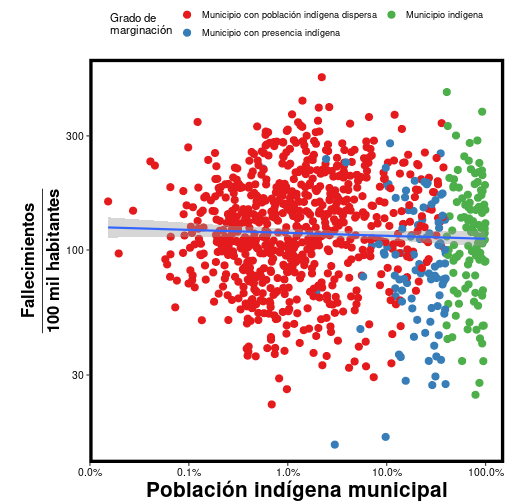 Grado de
marginación
Municipio con población indígena dispersa
Municipio indígena
Municipio con presencia indígena
Fallecimientos
100 mil habitantes
300
100
30
0.0%
0.1%
1.0%
10.0%
100.0%
Población indígena municipal